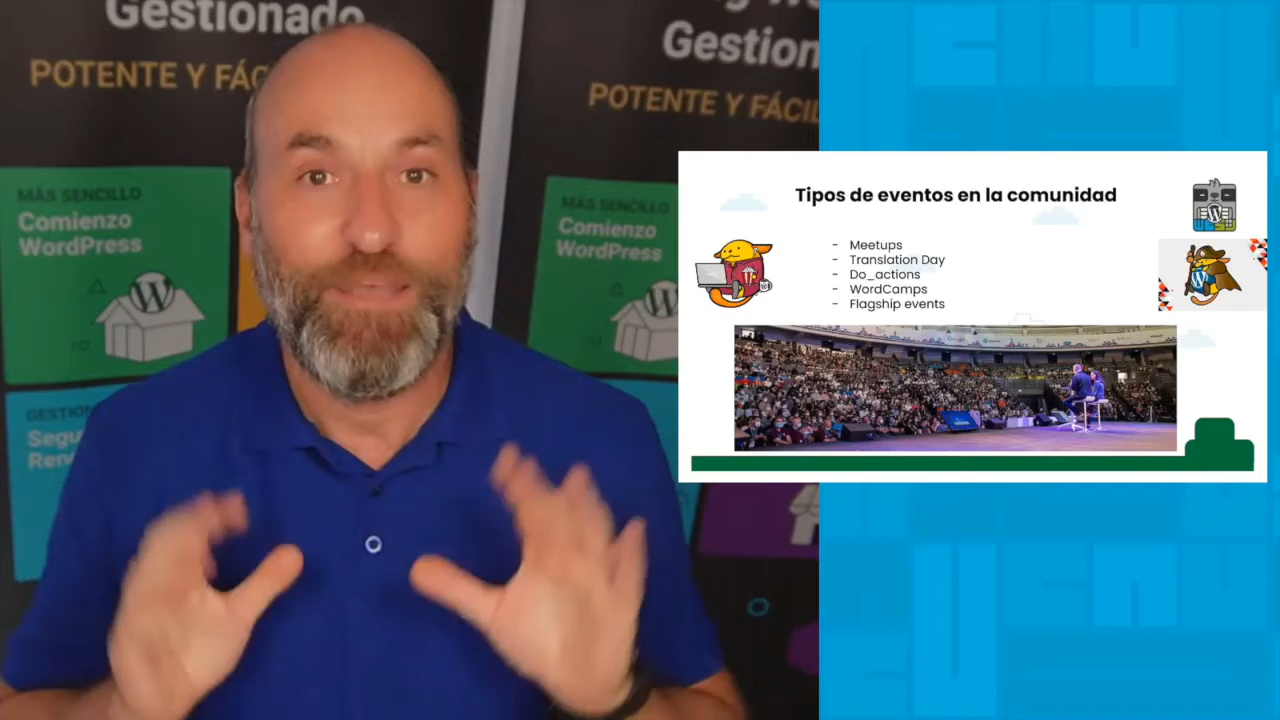 Gestionado
POTENTE Y FÁC
MÁS SENCILLO
Comienzo
WordPress
GESTIÓN
Segu
Gestion
POTENTE Y FÁCIL
MÁS SENCILLO
Comienzo
WordPress
Tipos de eventos en la comunidad
- Meetups
- Translation Day
- Do_actions
- WordCamps
- Flagship events